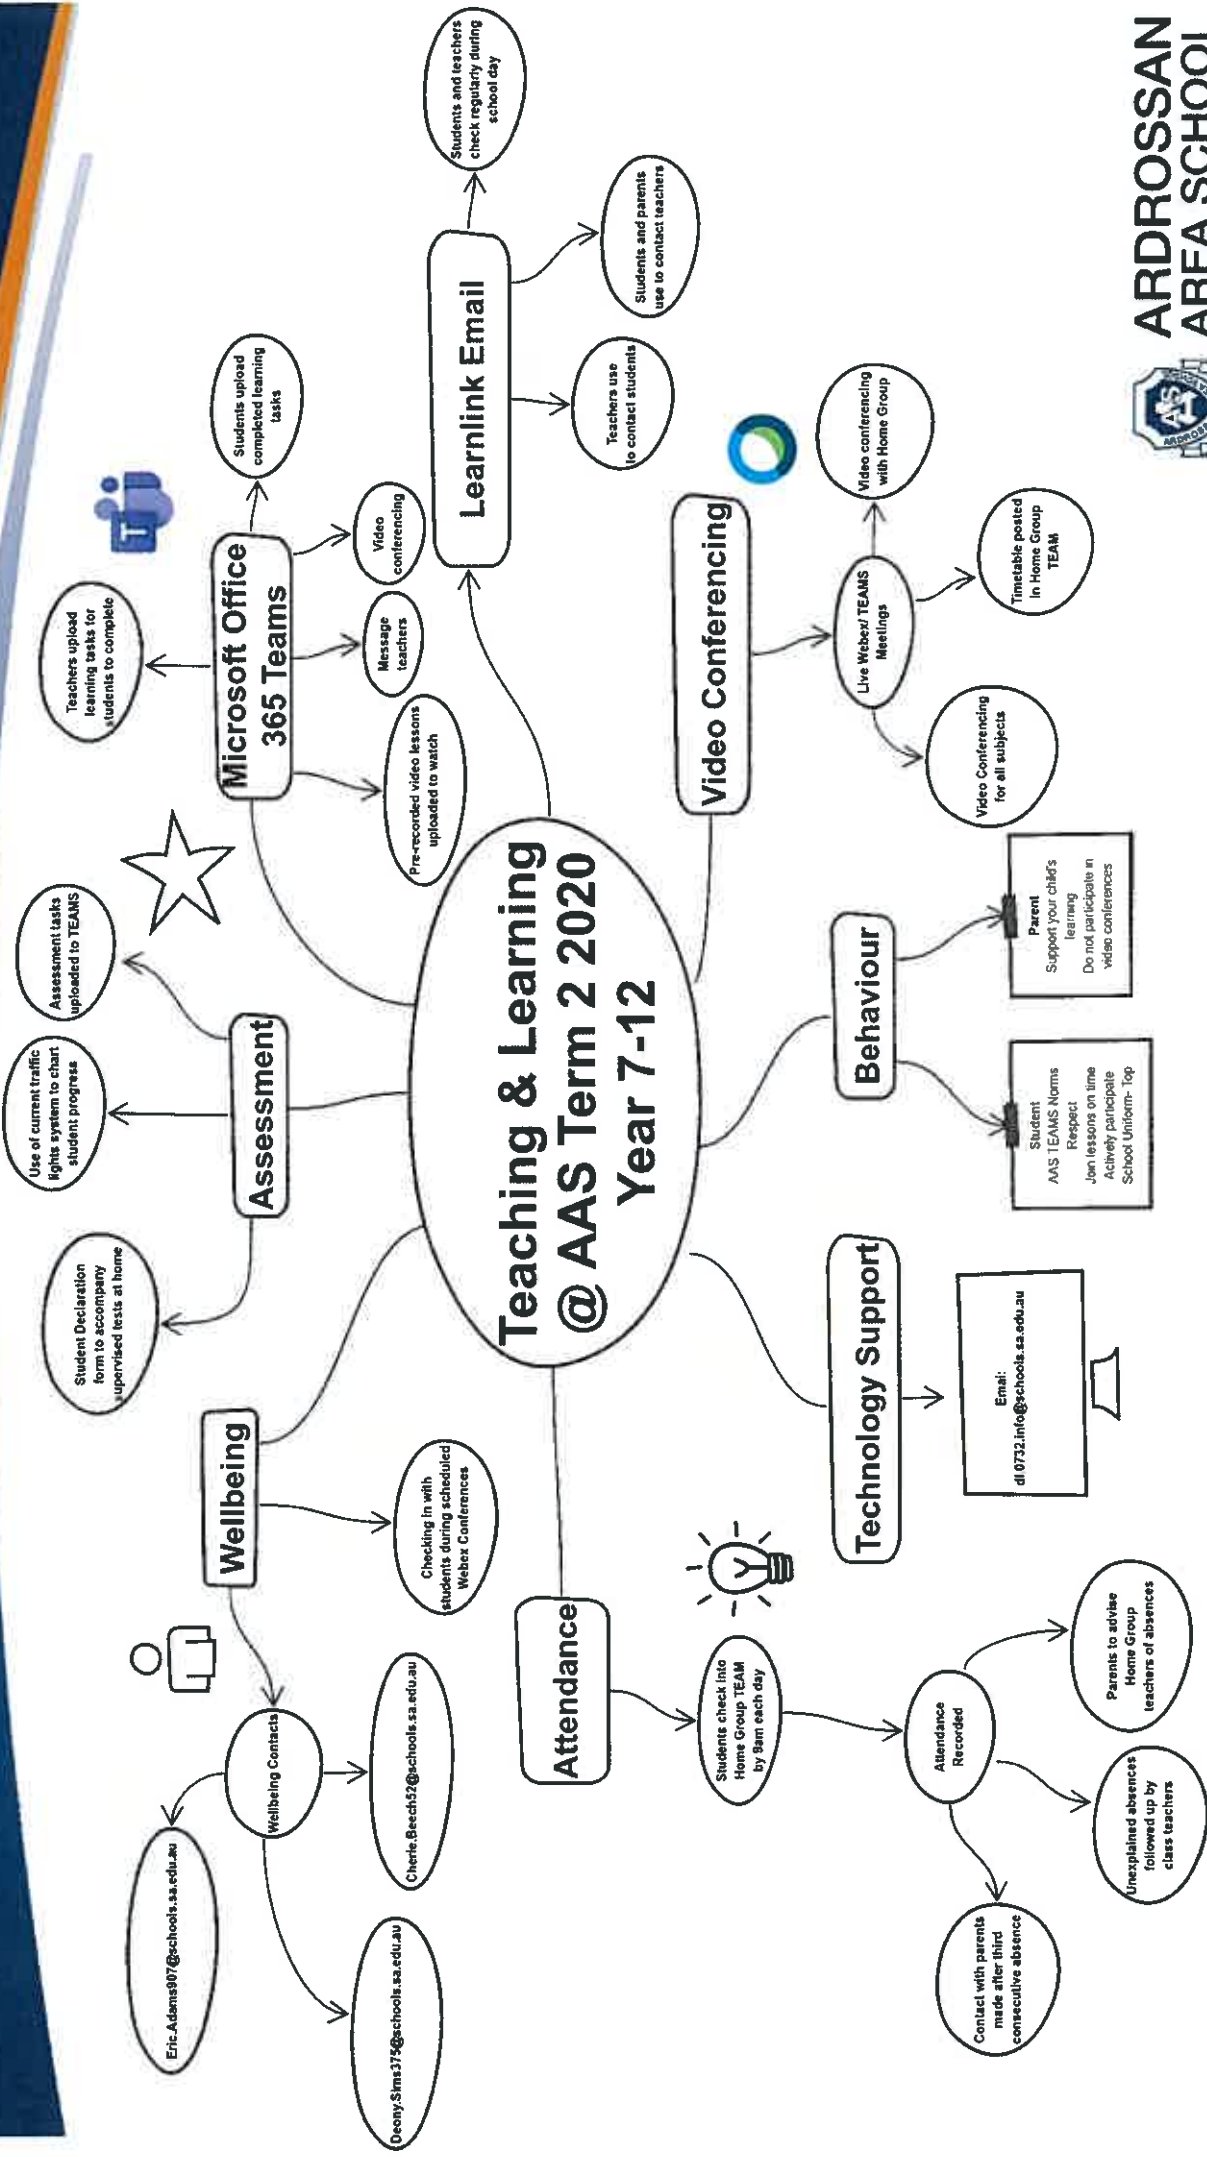 Teachers upload
learning tasks for
students to complete
Students upload
completed learning
tasks
Microsoft Office
365 Teams
Video
conferencing
Message
teachers
Pre-recorded video lessons
uploaded to watch
Students and teachers
check regularly during
school day
Learnlink Email
Students and parents
use to contact teachers
Teachers use
to contact students
Assessment tasks
uploaded to TEAMS
Use of current traffic
lights system to chart
student progress
Student Declaration
form to accompany
supervised tests at home
Assessment
Wellbeing
Checking in with
students during scheduled
Webex Conferences
Wellbeing Contacts
Eric.Adams907@schools.sa.edu.au
Cherie.Beech52@schools.sa.edu.au
Deony.Sims375@schools.sa.edu.au
Teaching & Learning
@ AAS Term 2 2020
Year 7-12
Attendance
Students check into
Home Group TEAM
by 9am each day
Attendance
Recorded
Parents to advise
Home Group
teachers of absences
Unexplained absences
followed up by
class teachers
Contact with parents
made after third
consecutive absence
Technology Support
Email:
dl.0732.info@schools.sa.edu.au
Behaviour
Student
AAS TEAMS Norms
Respect
Join lessons on time
Actively participate
School Uniform- Top
Parent
Support your child's
learning
Do not participate in
video conferences
Video Conferencing
Live Webex/ TEAMS
Meetings
Video conferencing
with Home Group
Timetable posted
in Home Group
TEAM
Video Conferencing
for all subjects
ARDROSSAN
AREA SCHOOL